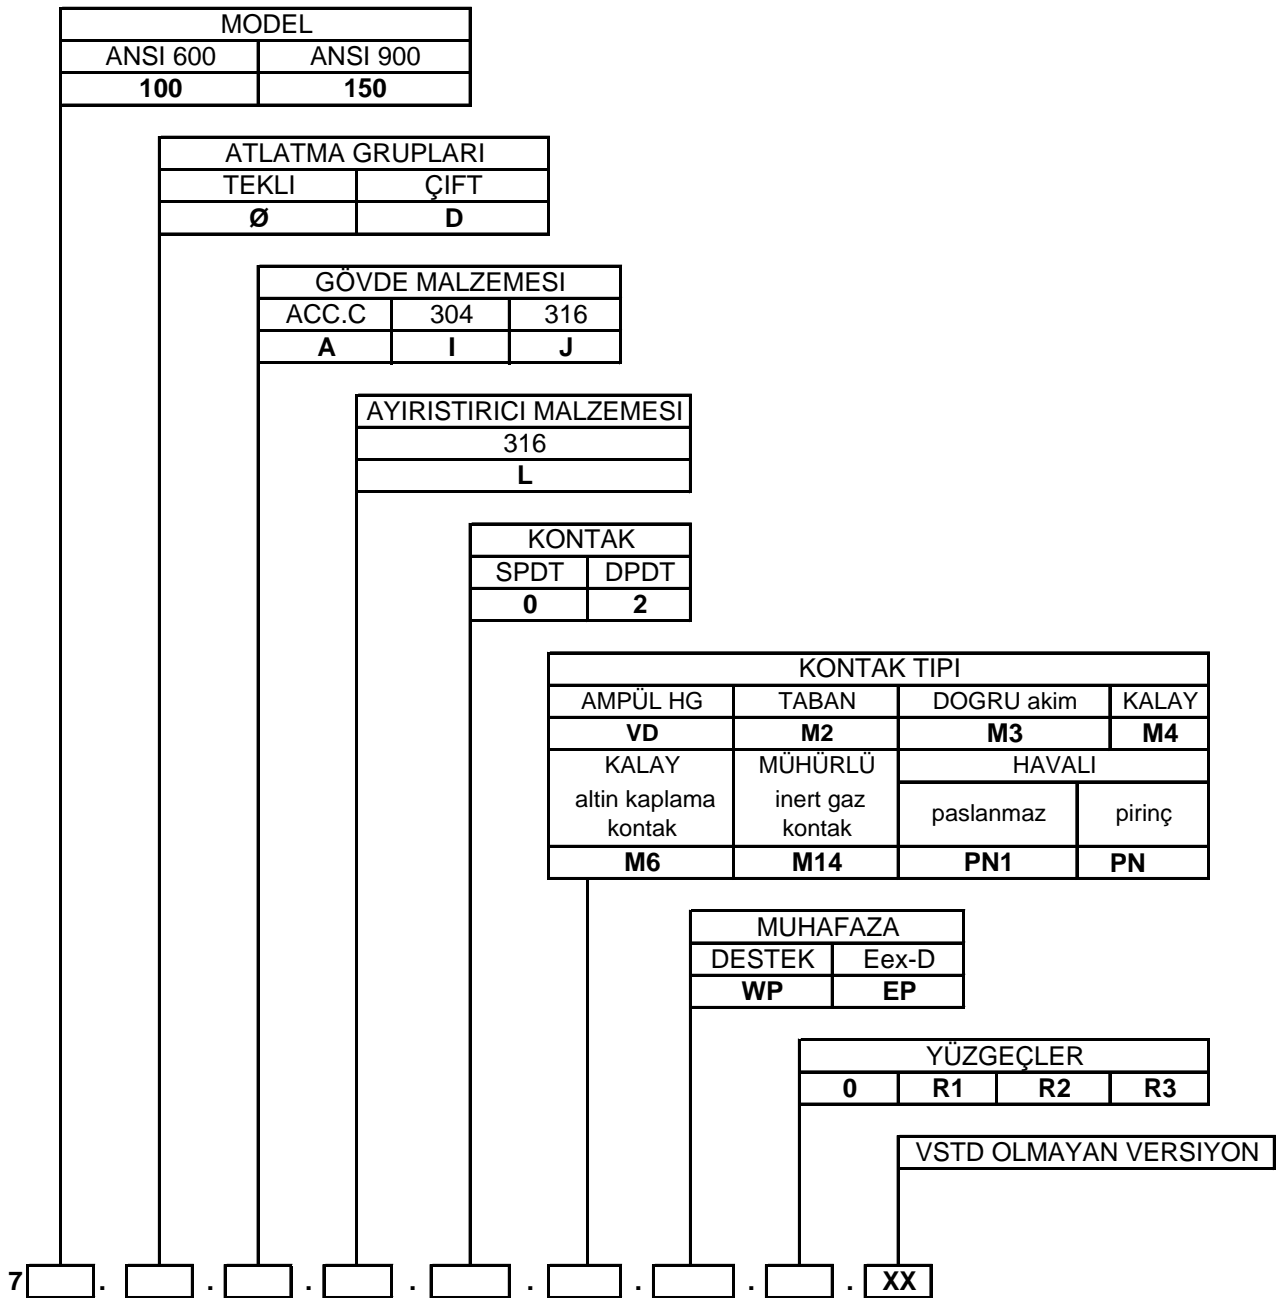 MODEL
ANSI 600 ANSI 900
100 150
ATLATMA GRUPLARI
TEKLI ÇIFT
Ø D
GÖVDE MALZEMESI
ACC.C 304 316
A I J
AYIRISTIRICI MALZEMESI
316
L
KONTAK
SPDT DPDT
0 2
KONTAK TIPI
AMPÜL HG TABAN DOGRU akim KALAY
VD M2 M3 M4
KALAY MÜHÜRLÜ HAVALI
altin kaplama inert gaz paslanmaz pirinç
kontak kontak
M6 M14 PN1 PN
MUHAFAZA
DESTEK Eex-D
WP EP
YÜZGEÇLER
0 R1 R2 R3
VSTD OLMAYAN VERSIYON
7 . . . . . . . . XX